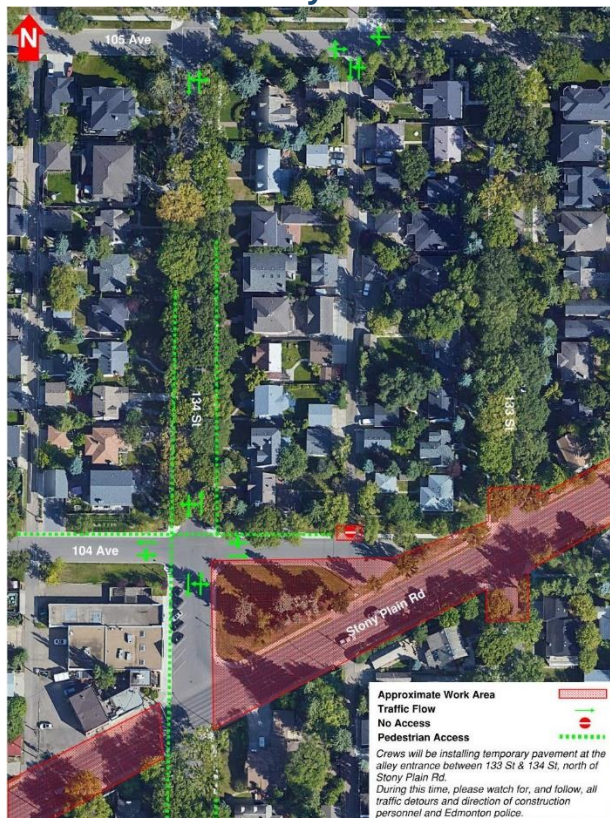 N
105 Ave
134 St
133 St
104 Ave
Stony Plain Rd
Approximate Work Area
Traffic Flow
No Access
Pedestrian Access
Crews will be installing temporary pavement at the
alley entrance between 133 St & 134 St, north of
Stony Plain Rd.
During this time, please watch for, and follow, all
traffic detours and direction of construction
personnel and Edmonton police.